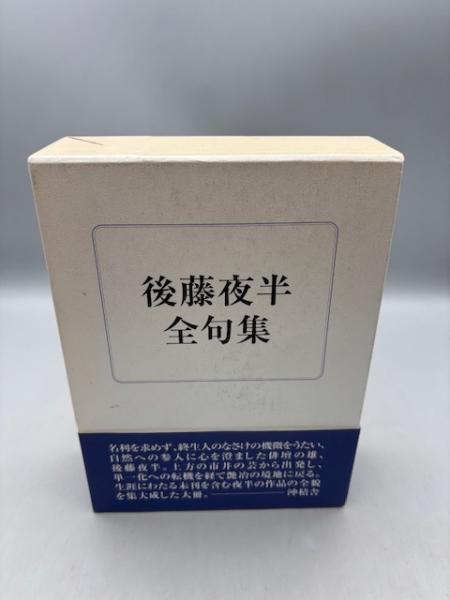 後藤夜半
全句集
名利を求めず、終生人のなさけの機微をうたい、
自然への参入に心を澄ました俳壇の雄、
後藤夜半。上方の市井の芸から出発し、
単一化への転機を経て艶冶の境地に戻る。
生涯にわたる未刊を含む夜半の作品の全貌
を集大成した大冊。――――沖積舎